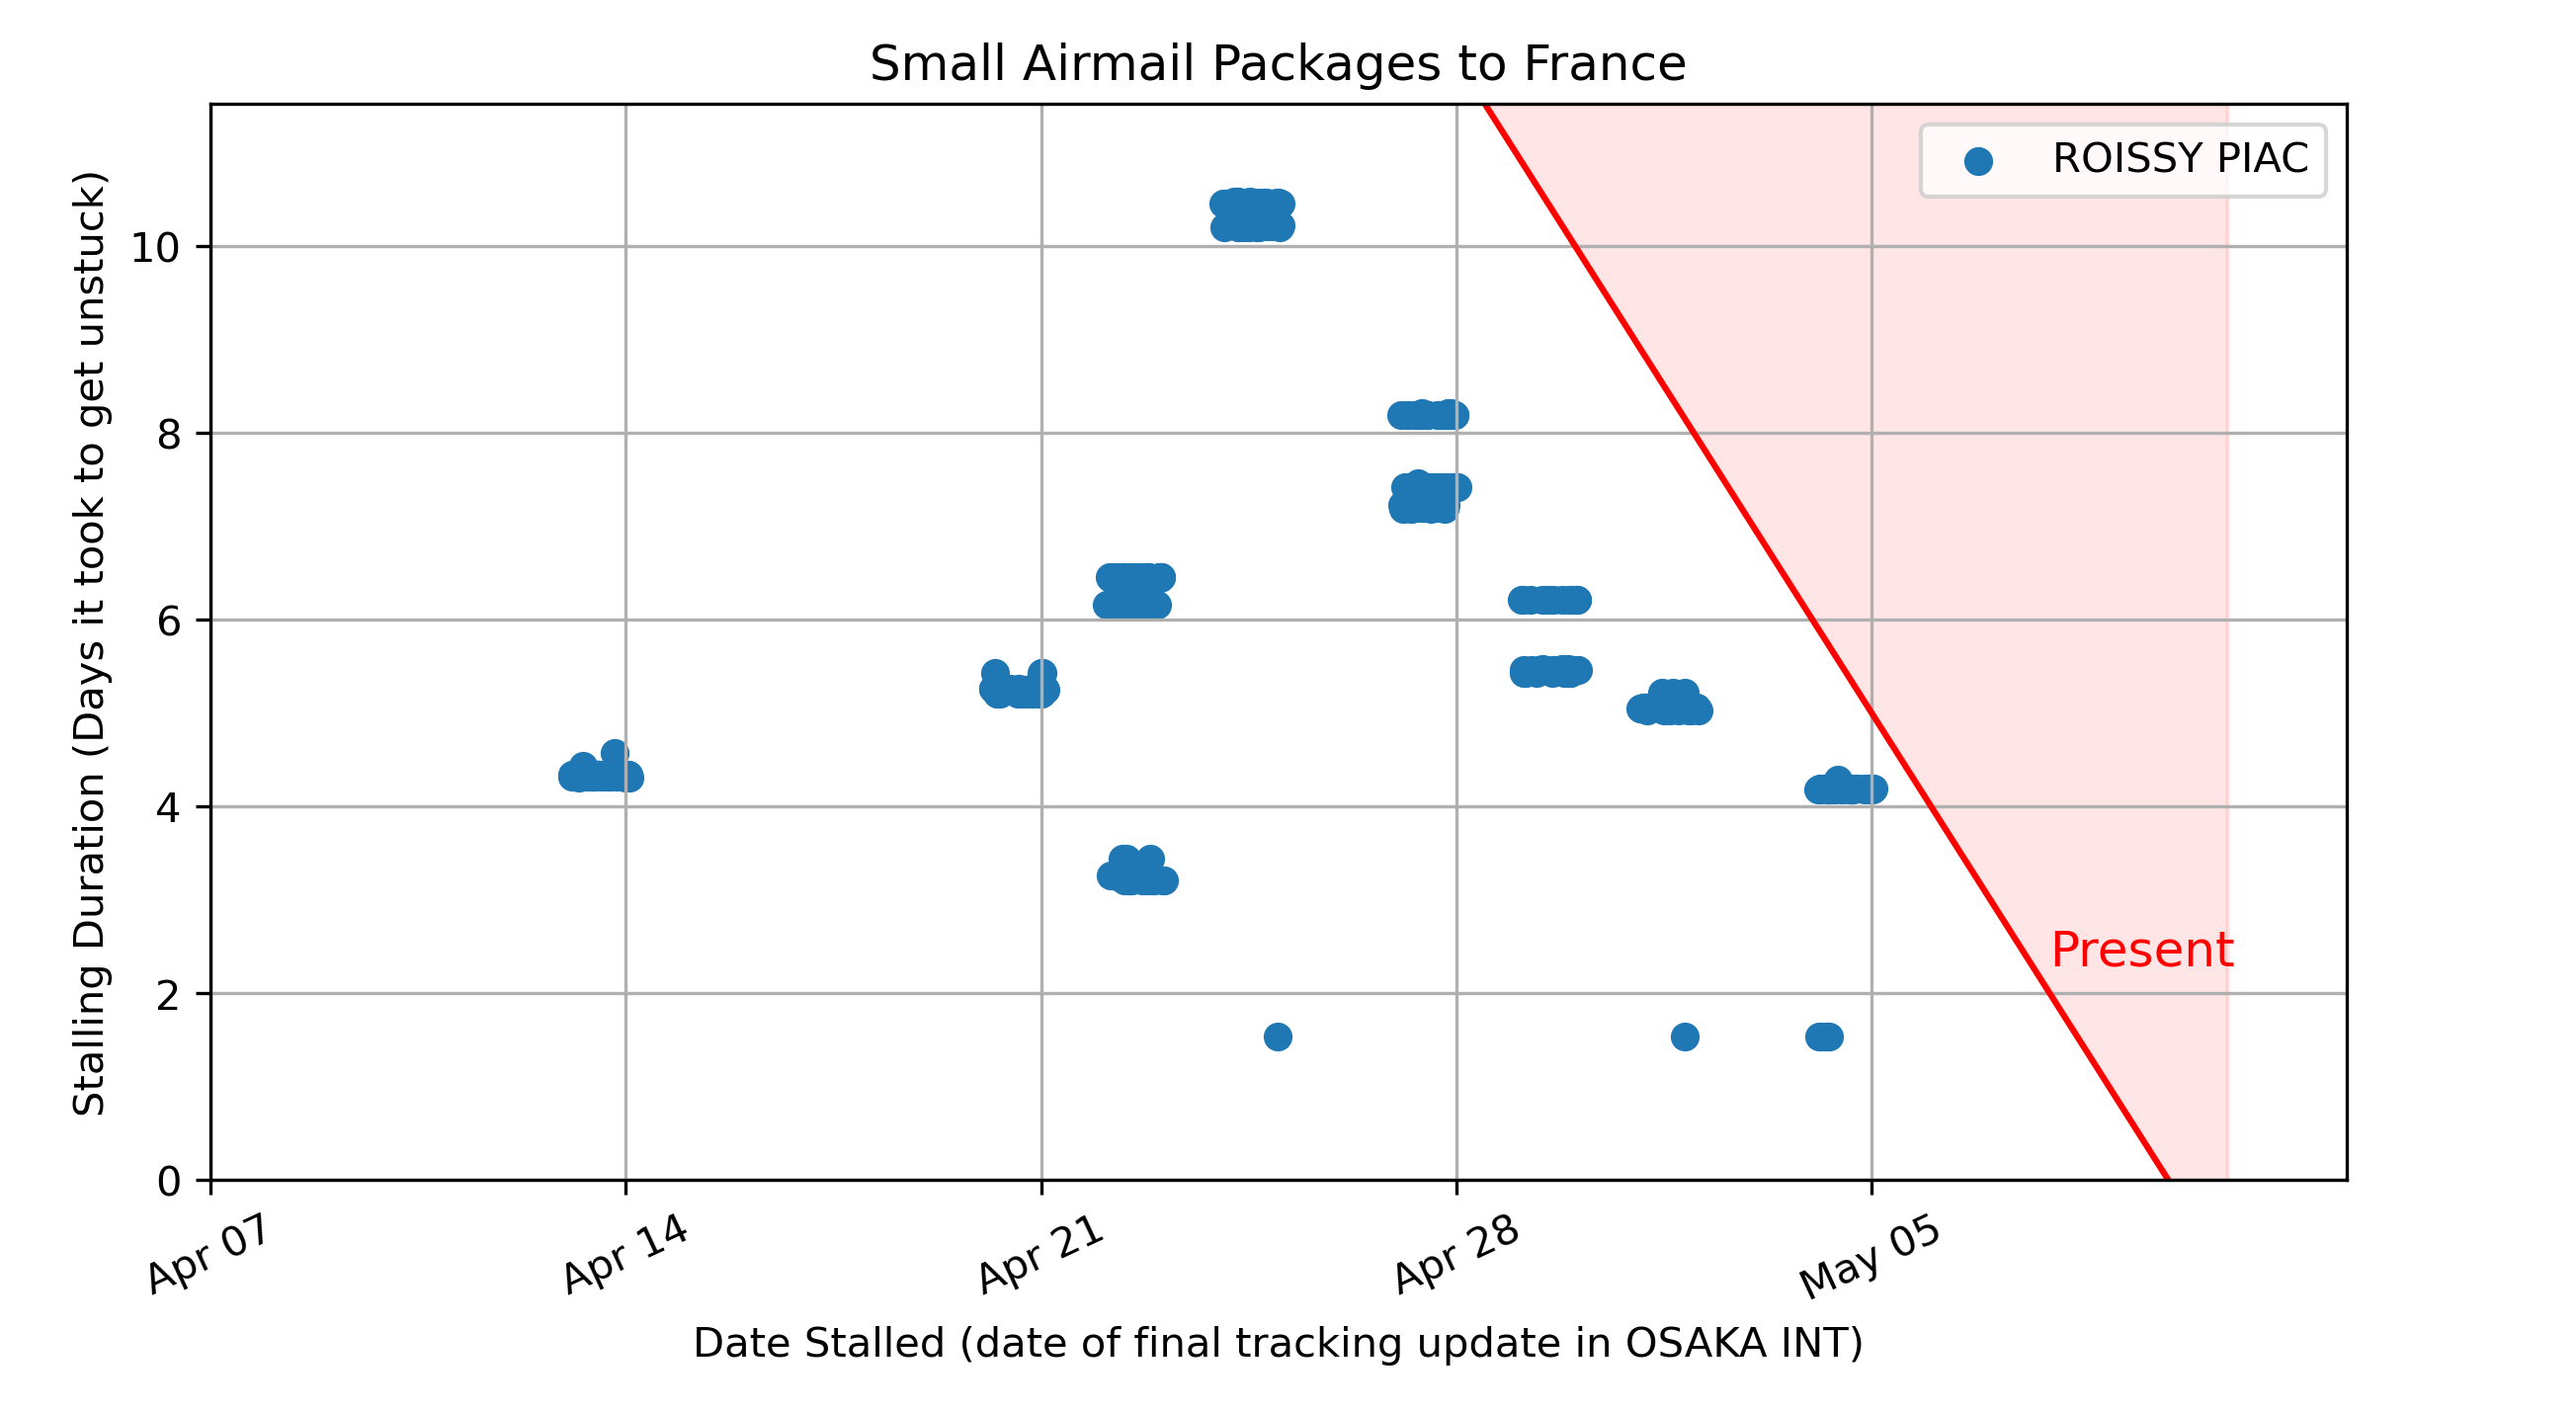 Small Airmail Packages to France
ROISSY PIAC
Present
Stalling Duration (Days it took to get unstuck)
10
8
6
4
2
0
Apr 07
Apr 14
Apr 21
Apr 28
May 05
Date Stalled (date of final tracking update in OSAKA INT)